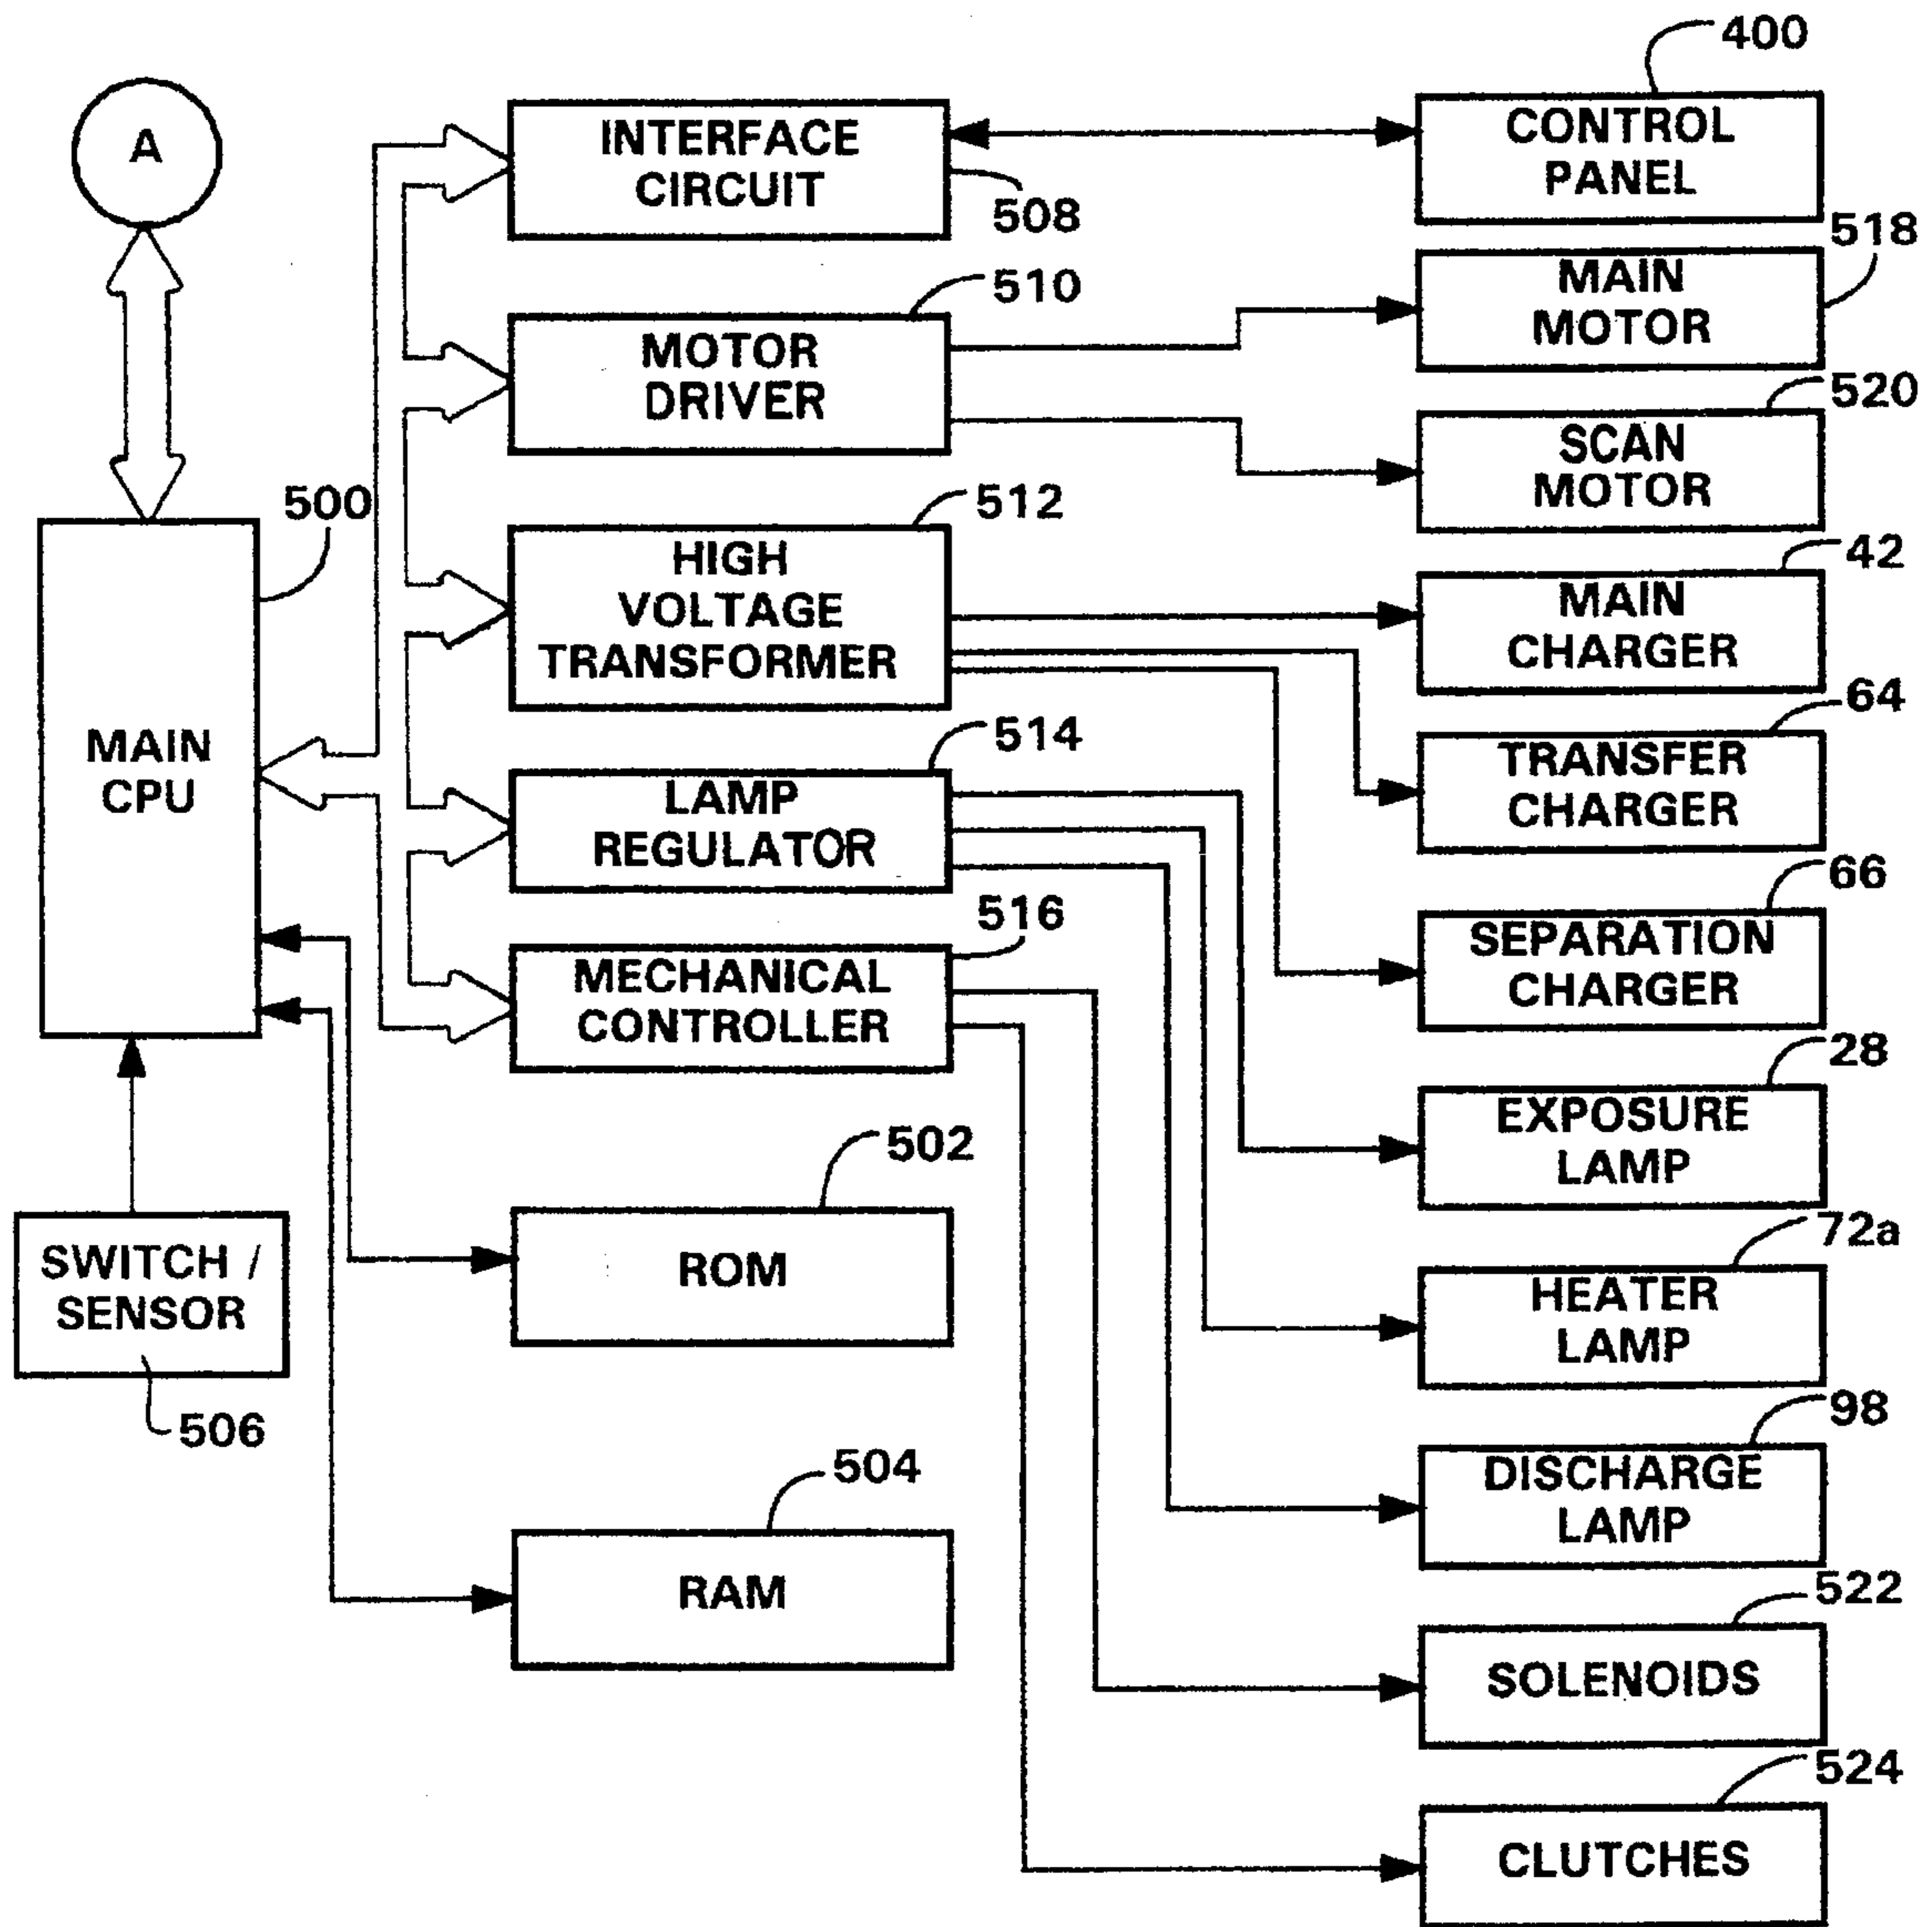 A
500
MAIN
CPU
SWITCH /
SENSOR
506
INTERFACE
CIRCUIT
508
510
MOTOR
DRIVER
512
HIGH
VOLTAGE
TRANSFORMER
514
LAMP
REGULATOR
516
MECHANICAL
CONTROLLER
502
ROM
504
RAM
400
CONTROL
PANEL
518
MAIN
MOTOR
520
SCAN
MOTOR
42
MAIN
CHARGER
64
TRANSFER
CHARGER
66
SEPARATION
CHARGER
28
EXPOSURE
LAMP
72a
HEATER
LAMP
98
DISCHARGE
LAMP
522
SOLENOIDS
524
CLUTCHES